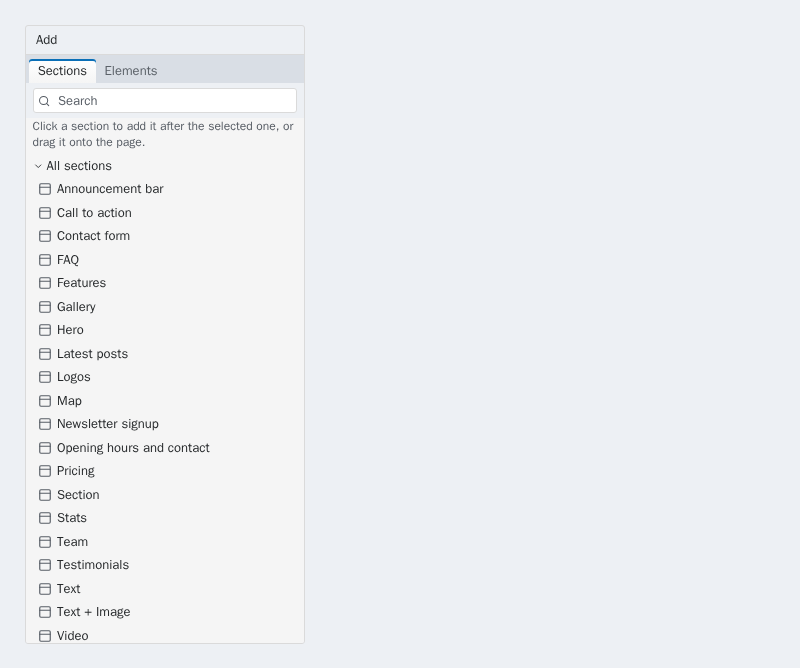 Add
Sections
Elements
Search
Click a section to add it after the selected one, or
drag it onto the page.
All sections
Announcement bar
Call to action
Contact form
FAQ
Features
Gallery
Hero
Latest posts
Logos
Map
Newsletter signup
Opening hours and contact
Pricing
Section
Stats
Team
Testimonials
Text
Text + Image
Video